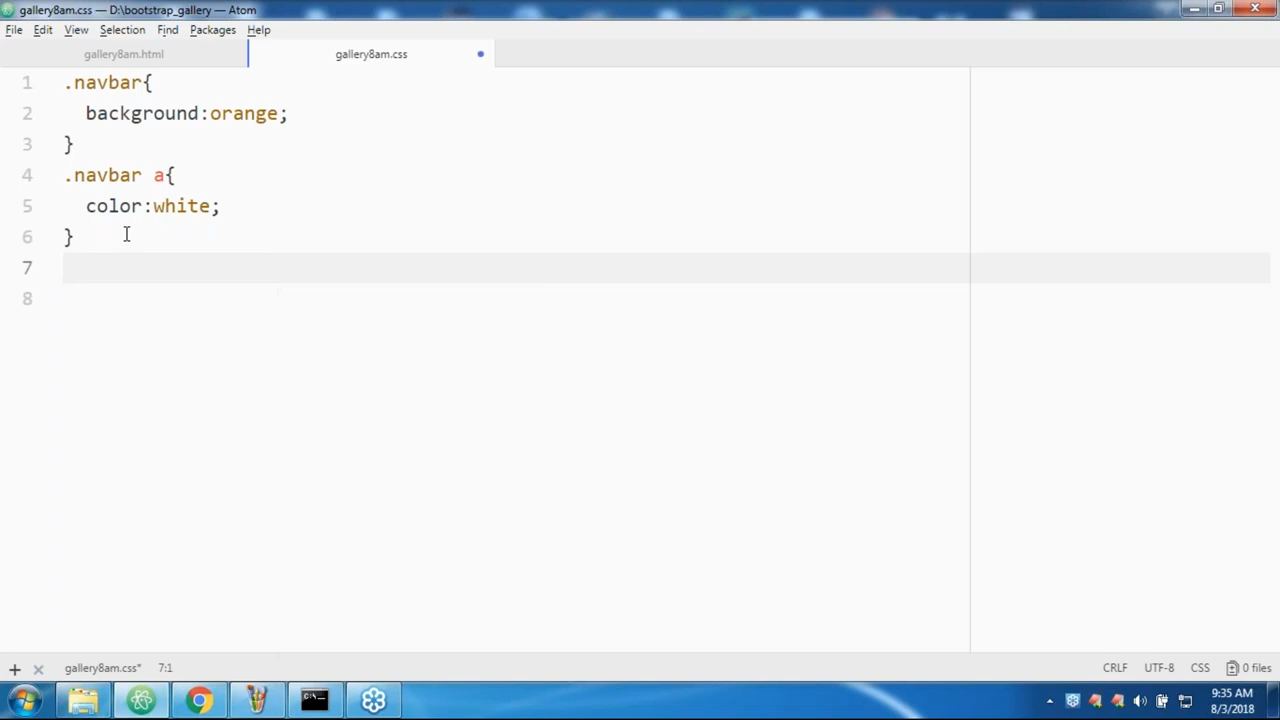 gallery8am.css — D:\bootstrap_gallery — Atom
File Edit View Selection Find Packages Help
gallery8am.html gallery8am.css
1 .navbar{
2 background:orange;
3 }
4 .navbar a{
5 color:white;
6 }
7
8
gallery8am.css* 7:1 CRLF UTF-8 CSS 0 files
9:35 AM
8/3/2018